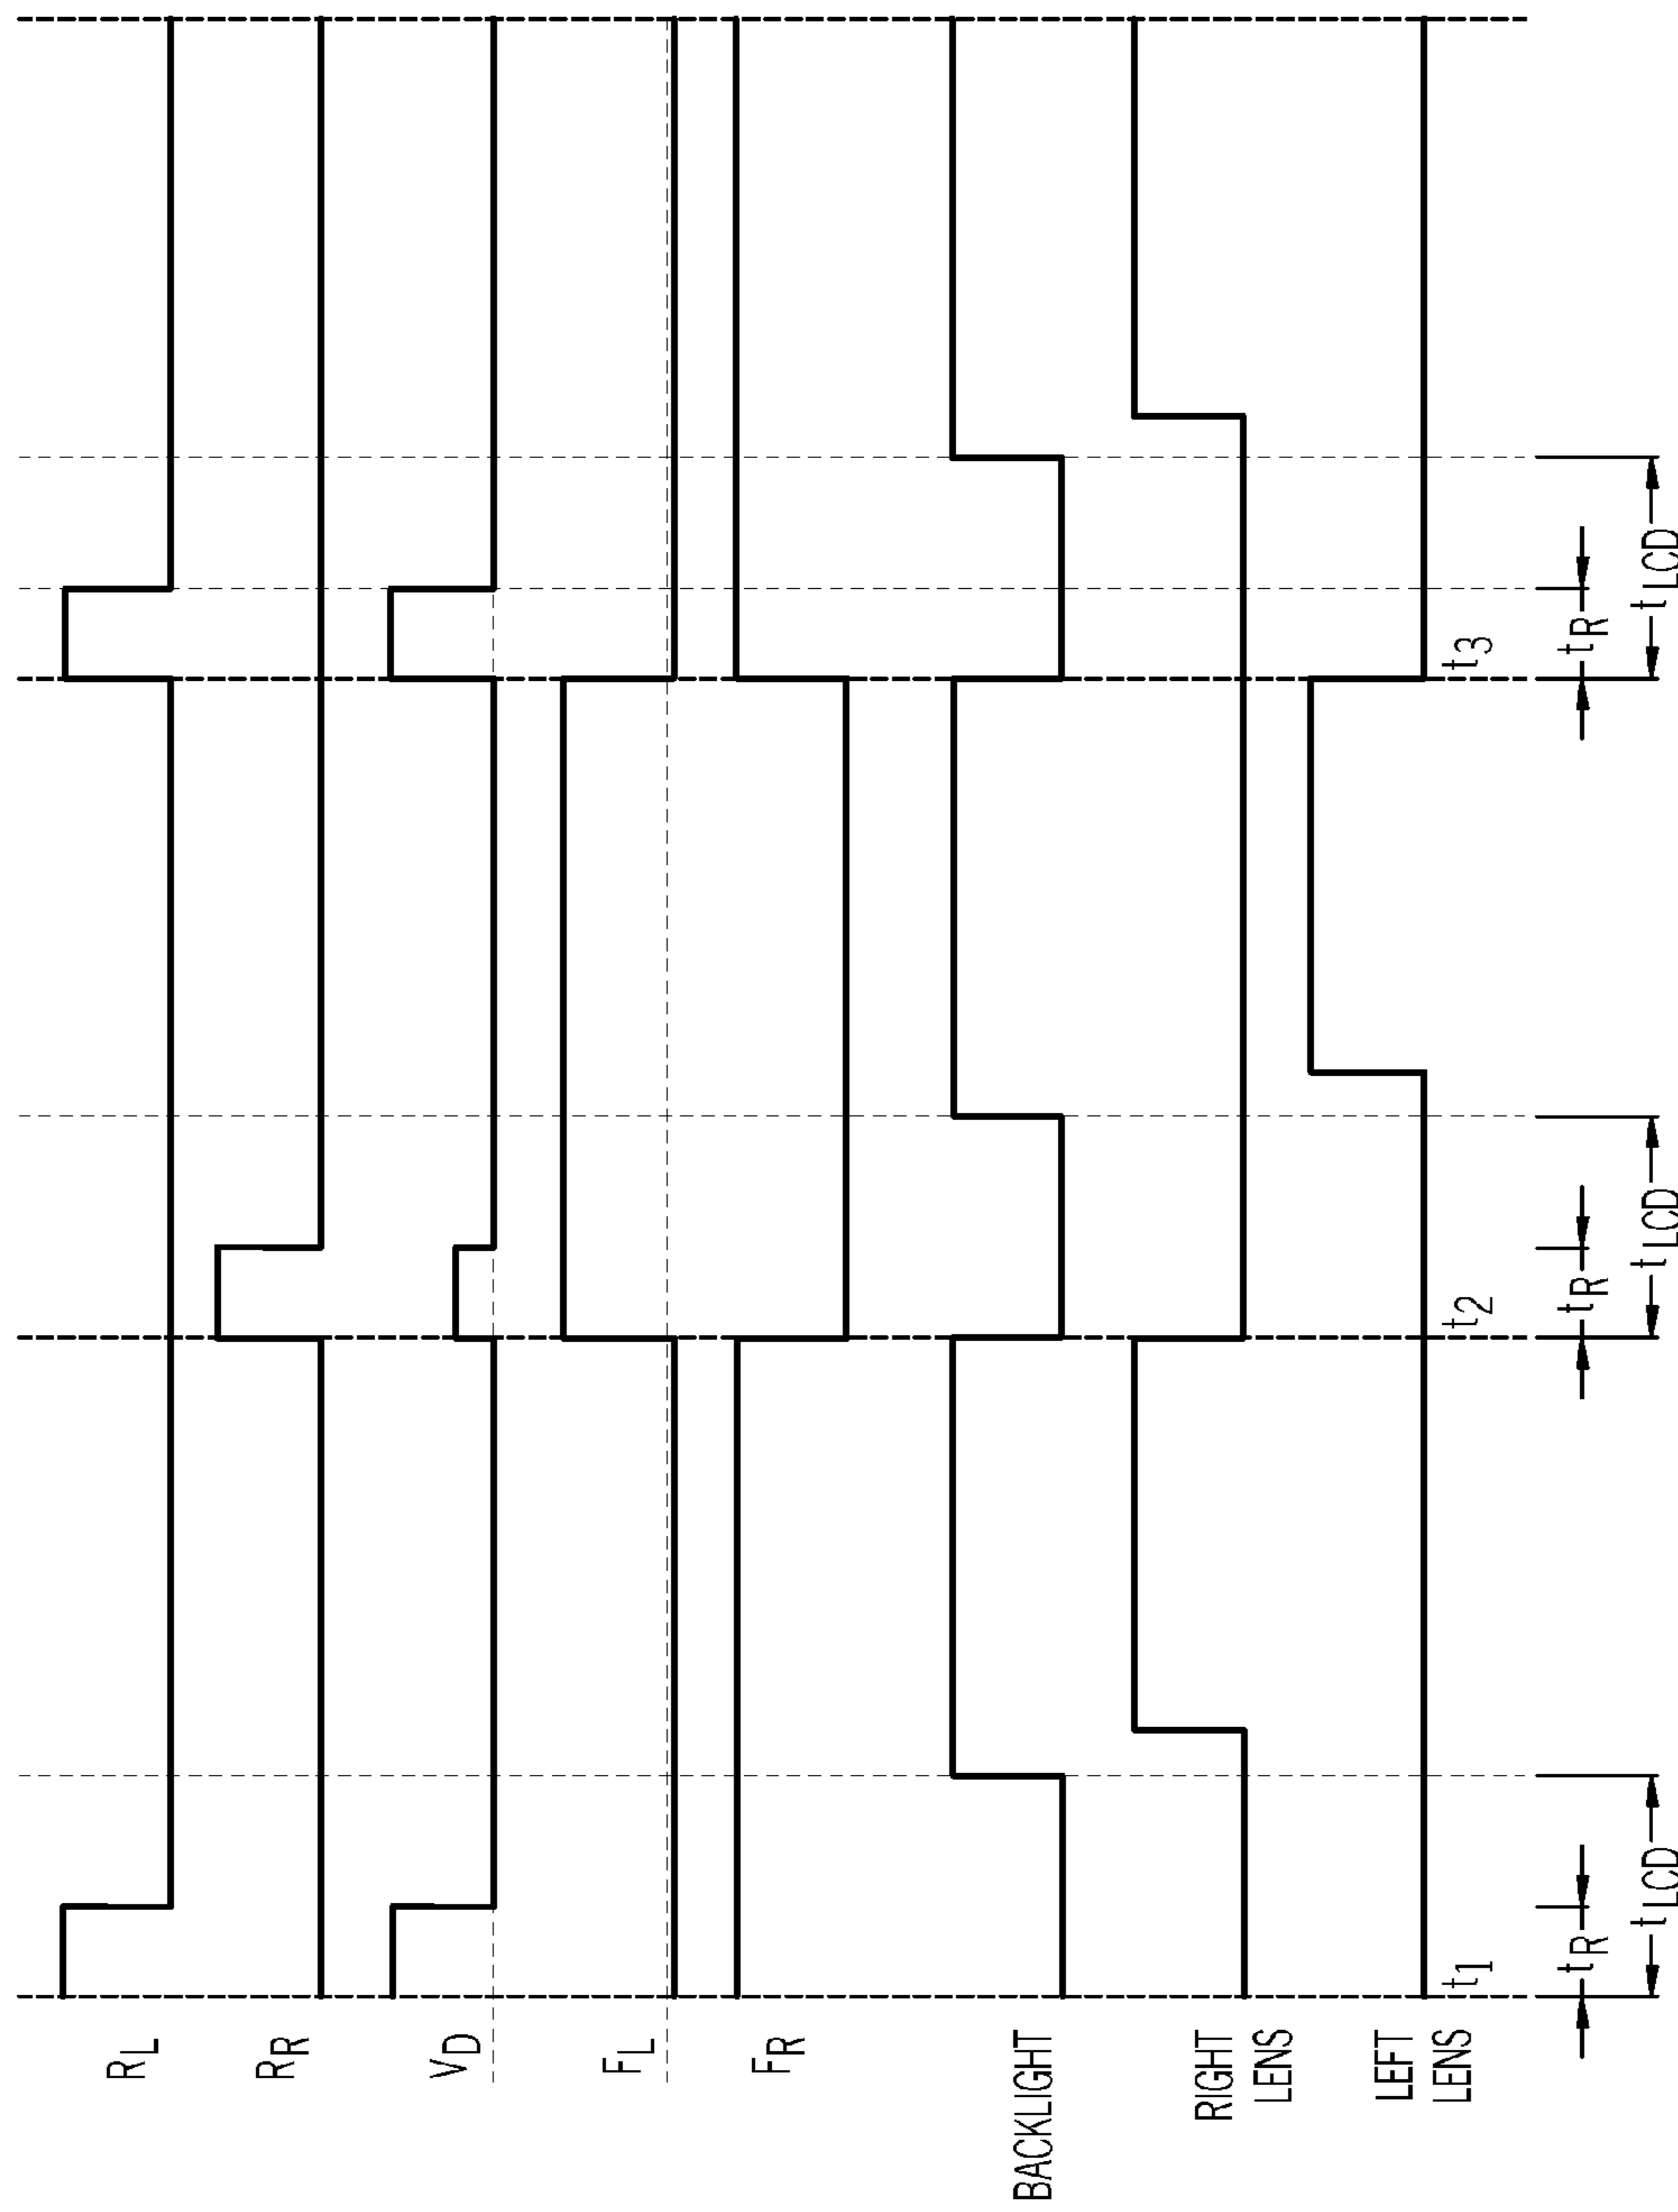 R_L
R_R
V_D
F_L
F_R
BACKLIGHT
RIGHT
LENS
LEFT
LENS
t_1
t_2
t_3
t_R
t_R
t_R
t_LCD
t_LCD
t_LCD